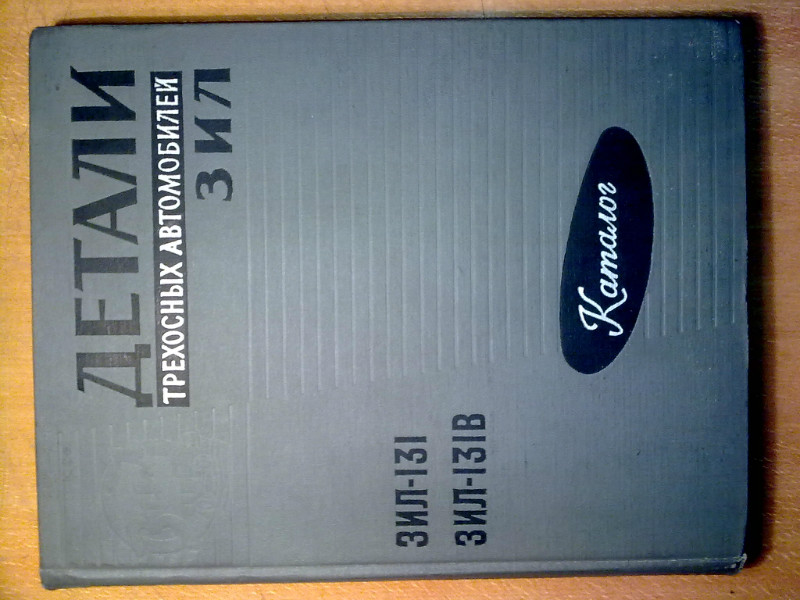 ДЕТАЛИ
ТРЕХОСНЫХ АВТОМОБИЛЕЙ
ЗИЛ
ЗИЛ-131
ЗИЛ-131В
Каталог